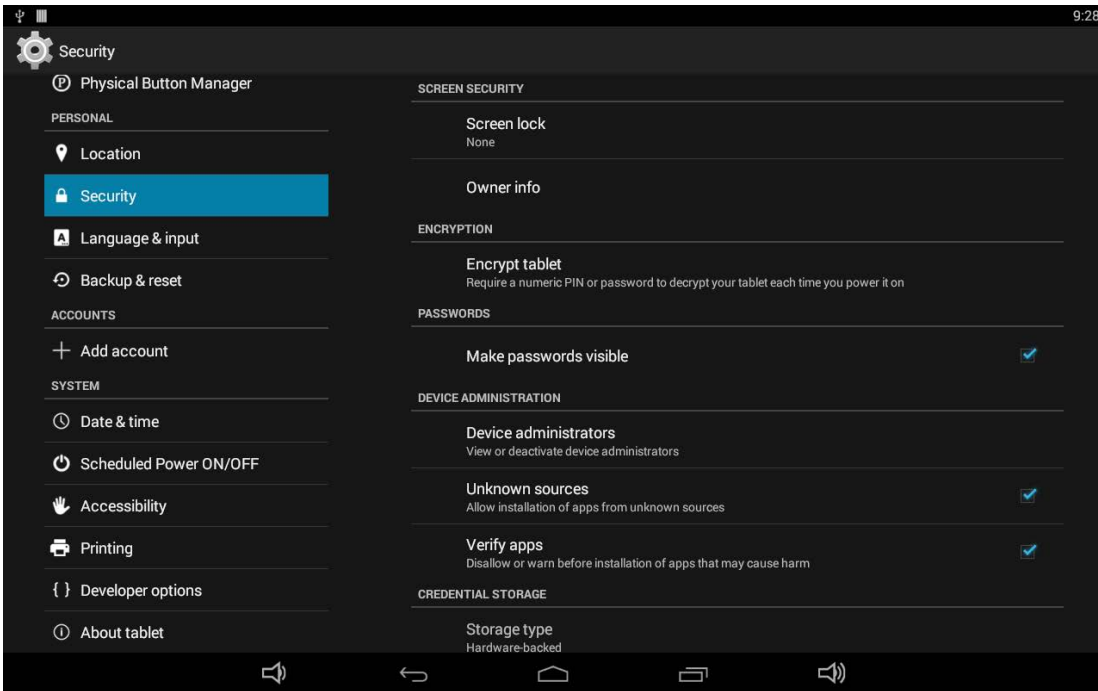 9:28
Security
Physical Button Manager
PERSONAL
Location
Security
Language & input
Backup & reset
ACCOUNTS
Add account
SYSTEM
Date & time
Scheduled Power ON/OFF
Accessibility
Printing
Developer options
About tablet
SCREEN SECURITY
Screen lock
None
Owner info
ENCRYPTION
Encrypt tablet
Require a numeric PIN or password to decrypt your tablet each time you power it on
PASSWORDS
Make passwords visible
DEVICE ADMINISTRATION
Device administrators
View or deactivate device administrators
Unknown sources
Allow installation of apps from unknown sources
Verify apps
Disallow or warn before installation of apps that may cause harm
CREDENTIAL STORAGE
Storage type
Hardware-backed